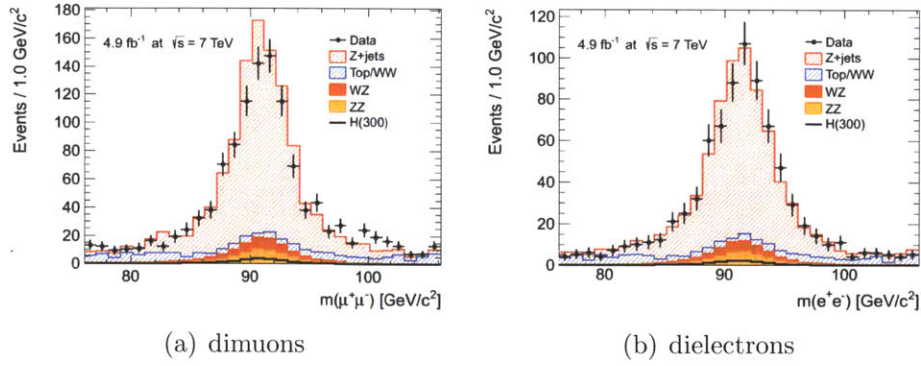 Events / 1.0 GeV/c²
180
160
140
120
100
80
60
40
20
0
4.9 fb⁻¹ at √s = 7 TeV
Data
Z+jets
Top/WW
WZ
ZZ
H(300)
80 90 100
m(μ⁺μ⁻) [GeV/c²]
(a) dimuons
Events / 1.0 GeV/c²
120
100
80
60
40
20
0
4.9 fb⁻¹ at √s = 7 TeV
Data
Z+jets
Top/WW
WZ
ZZ
H(300)
80 90 100
m(e⁺e⁻) [GeV/c²]
(b) dielectrons